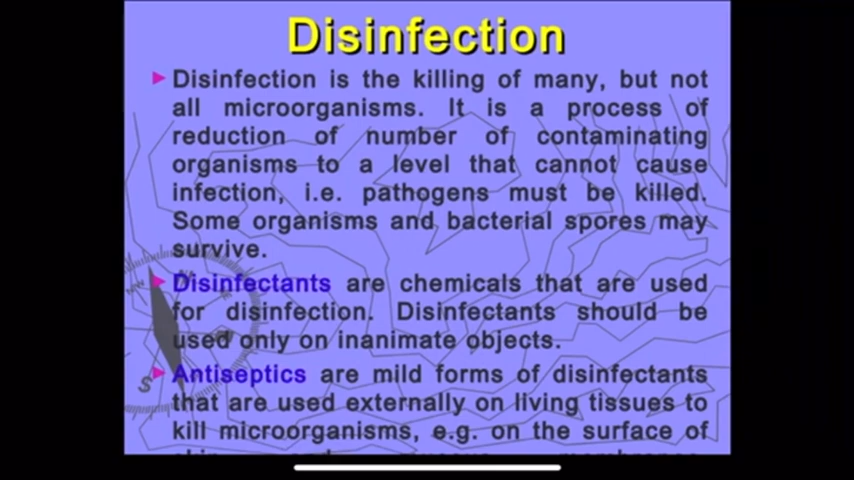 Disinfection
Disinfection is the killing of many, but not
all microorganisms. It is a process of
reduction of number of contaminating
organisms to a level that cannot cause
infection, i.e. pathogens must be killed.
Some organisms and bacterial spores may
survive.
Disinfectants are chemicals that are used
for disinfection. Disinfectants should be
used only on inanimate objects.
Antiseptics are mild forms of disinfectants
that are used externally on living tissues to
kill microorganisms, e.g. on the surface of
S